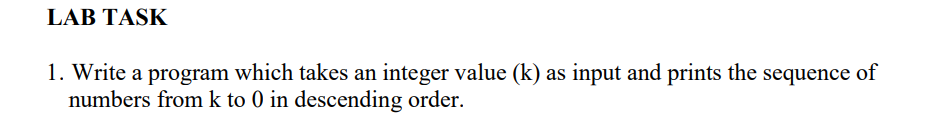 LAB TASK
1. Write a program which takes an integer value (k) as input and prints the sequence of
numbers from k to 0 in descending order.